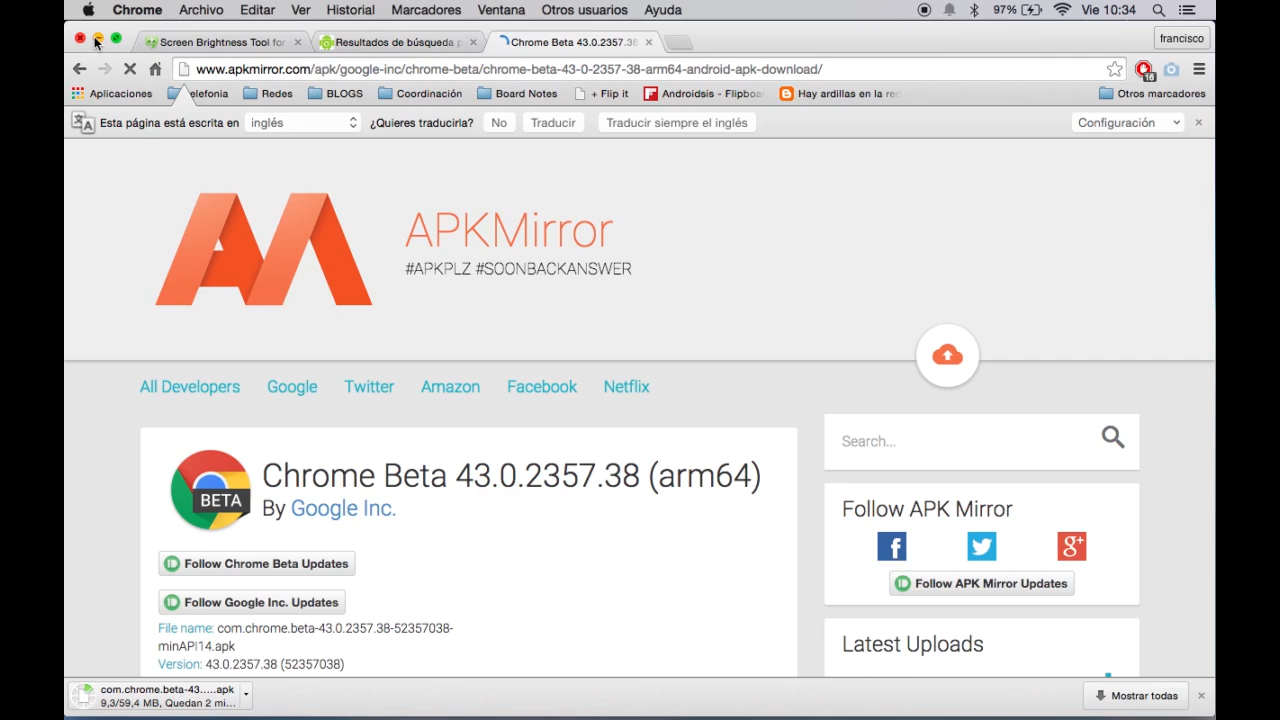 Chrome Archivo Editar Ver Historial Marcadores Ventana Otros usuarios Ayuda 97% Vie 10:34
Screen Brightness Tool for Resultados de búsqueda p Chrome Beta 43.0.2357.38 francisco
www.apkmirror.com/apk/google-inc/chrome-beta/chrome-beta-43-0-2357-38-arm64-android-apk-download/ 16
Aplicaciones elefonia Redes BLOGS Coordinación Board Notes + Flip it Androidsis - Flipboa Hay ardillas en la re Otros marcadores
Esta página está escrita en inglés ¿Quieres traducirla? No Traducir Traducir siempre el inglés Configuración
APKMirror
#APKPLZ #SOONBACKANSWER
All Developers Google Twitter Amazon Facebook Netflix
Search...
BETA
Chrome Beta 43.0.2357.38 (arm64)
By Google Inc.
Follow APK Mirror
Follow Chrome Beta Updates
Follow APK Mirror Updates
Follow Google Inc. Updates
File name: com.chrome.beta-43.0.2357.38-52357038-
minAPI14.apk
Version: 43.0.2357.38 (52357038)
Latest Uploads
com.chrome.beta-43.....apk
9,3/59,4 MB, Quedan 2 mi...
Mostrar todas